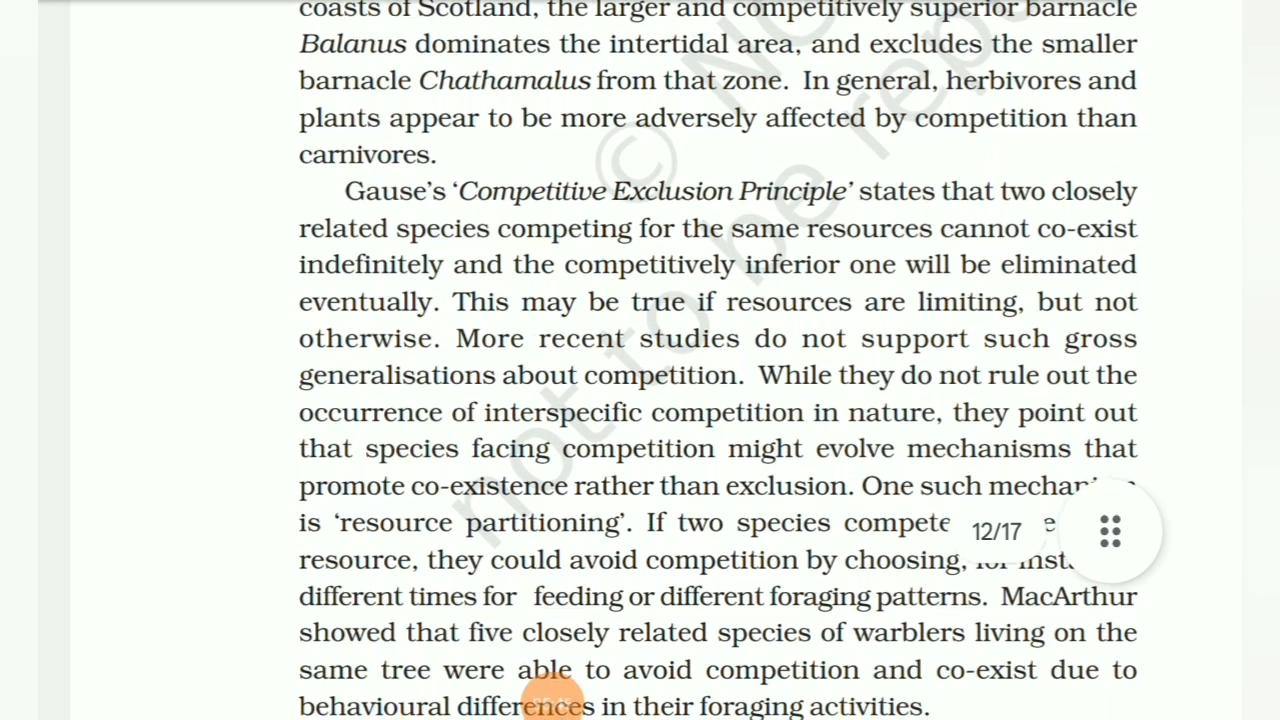 coasts of Scotland, the larger and competitively superior barnacle
Balanus dominates the intertidal area, and excludes the smaller
barnacle Chathamalus from that zone. In general, herbivores and
plants appear to be more adversely affected by competition than
carnivores.
Gause's 'Competitive Exclusion Principle' states that two closely
related species competing for the same resources cannot co-exist
indefinitely and the competitively inferior one will be eliminated
eventually. This may be true if resources are limiting, but not
otherwise. More recent studies do not support such gross
generalisations about competition. While they do not rule out the
occurrence of interspecific competition in nature, they point out
that species facing competition might evolve mechanisms that
promote co-existence rather than exclusion. One such
is 'resource partitioning'. If two species compete
12/17
resource, they could avoid competition by choosing,
different times for feeding or different foraging patterns. MacArthur
showed that five closely related species of warblers living on the
same tree were able to avoid competition and co-exist due to
behavioural differences in their foraging activities.
©
not to be